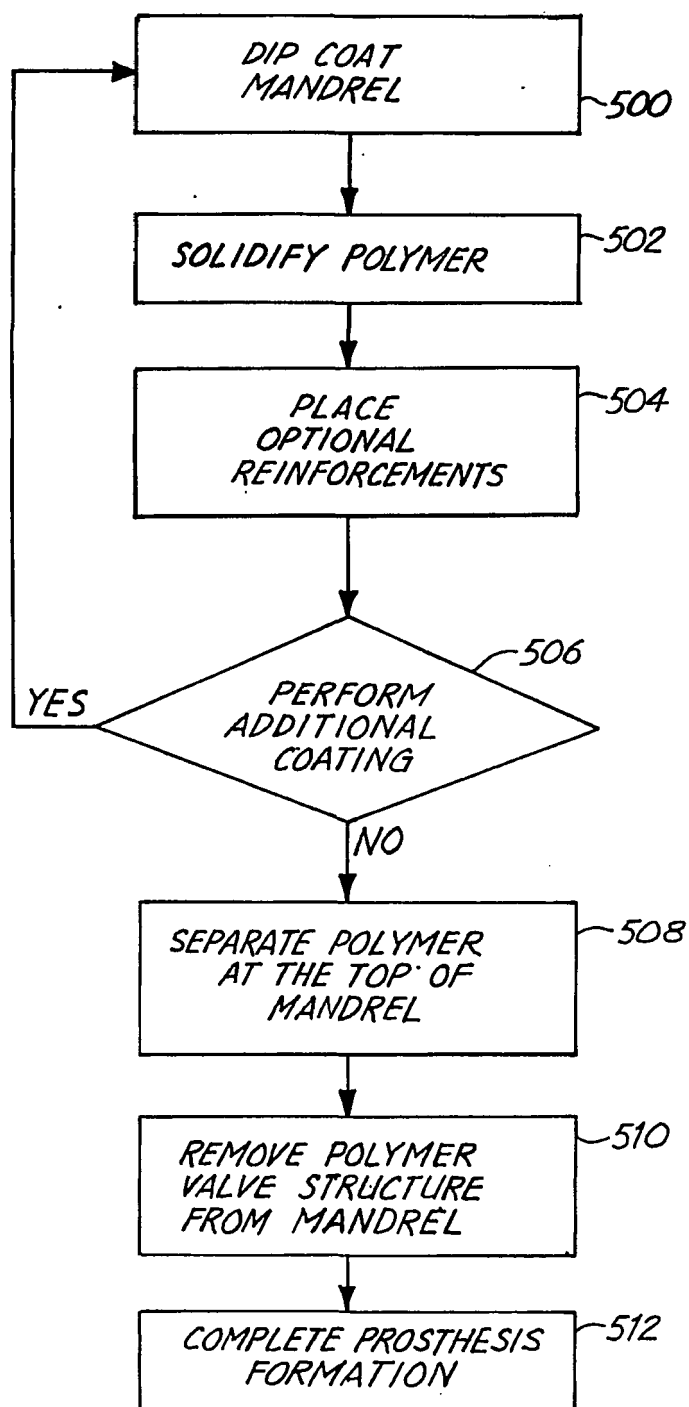 DIP COAT
MANDREL
500
SOLIDIFY POLYMER
502
PLACE
OPTIONAL
REINFORCEMENTS
504
PERFORM
ADDITIONAL
COATING
506
YES
NO
SEPARATE POLYMER
AT THE TOP OF
MANDREL
508
REMOVE POLYMER
VALVE STRUCTURE
FROM MANDREL
510
COMPLETE PROSTHESIS
FORMATION
512